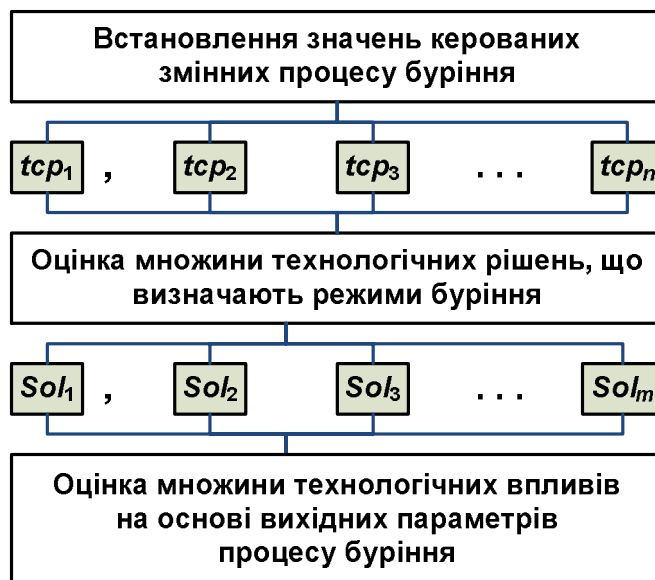 Встановлення значень керованих
змінних процесу буріння
tcp₁ , tcp₂ tcp₃ . . . tcpₙ
Оцінка множини технологічних рішень, що
визначають режими буріння
Sol₁ , Sol₂ Sol₃ . . . Solₘ
Оцінка множини технологічних впливів
на основі вихідних параметрів
процесу буріння